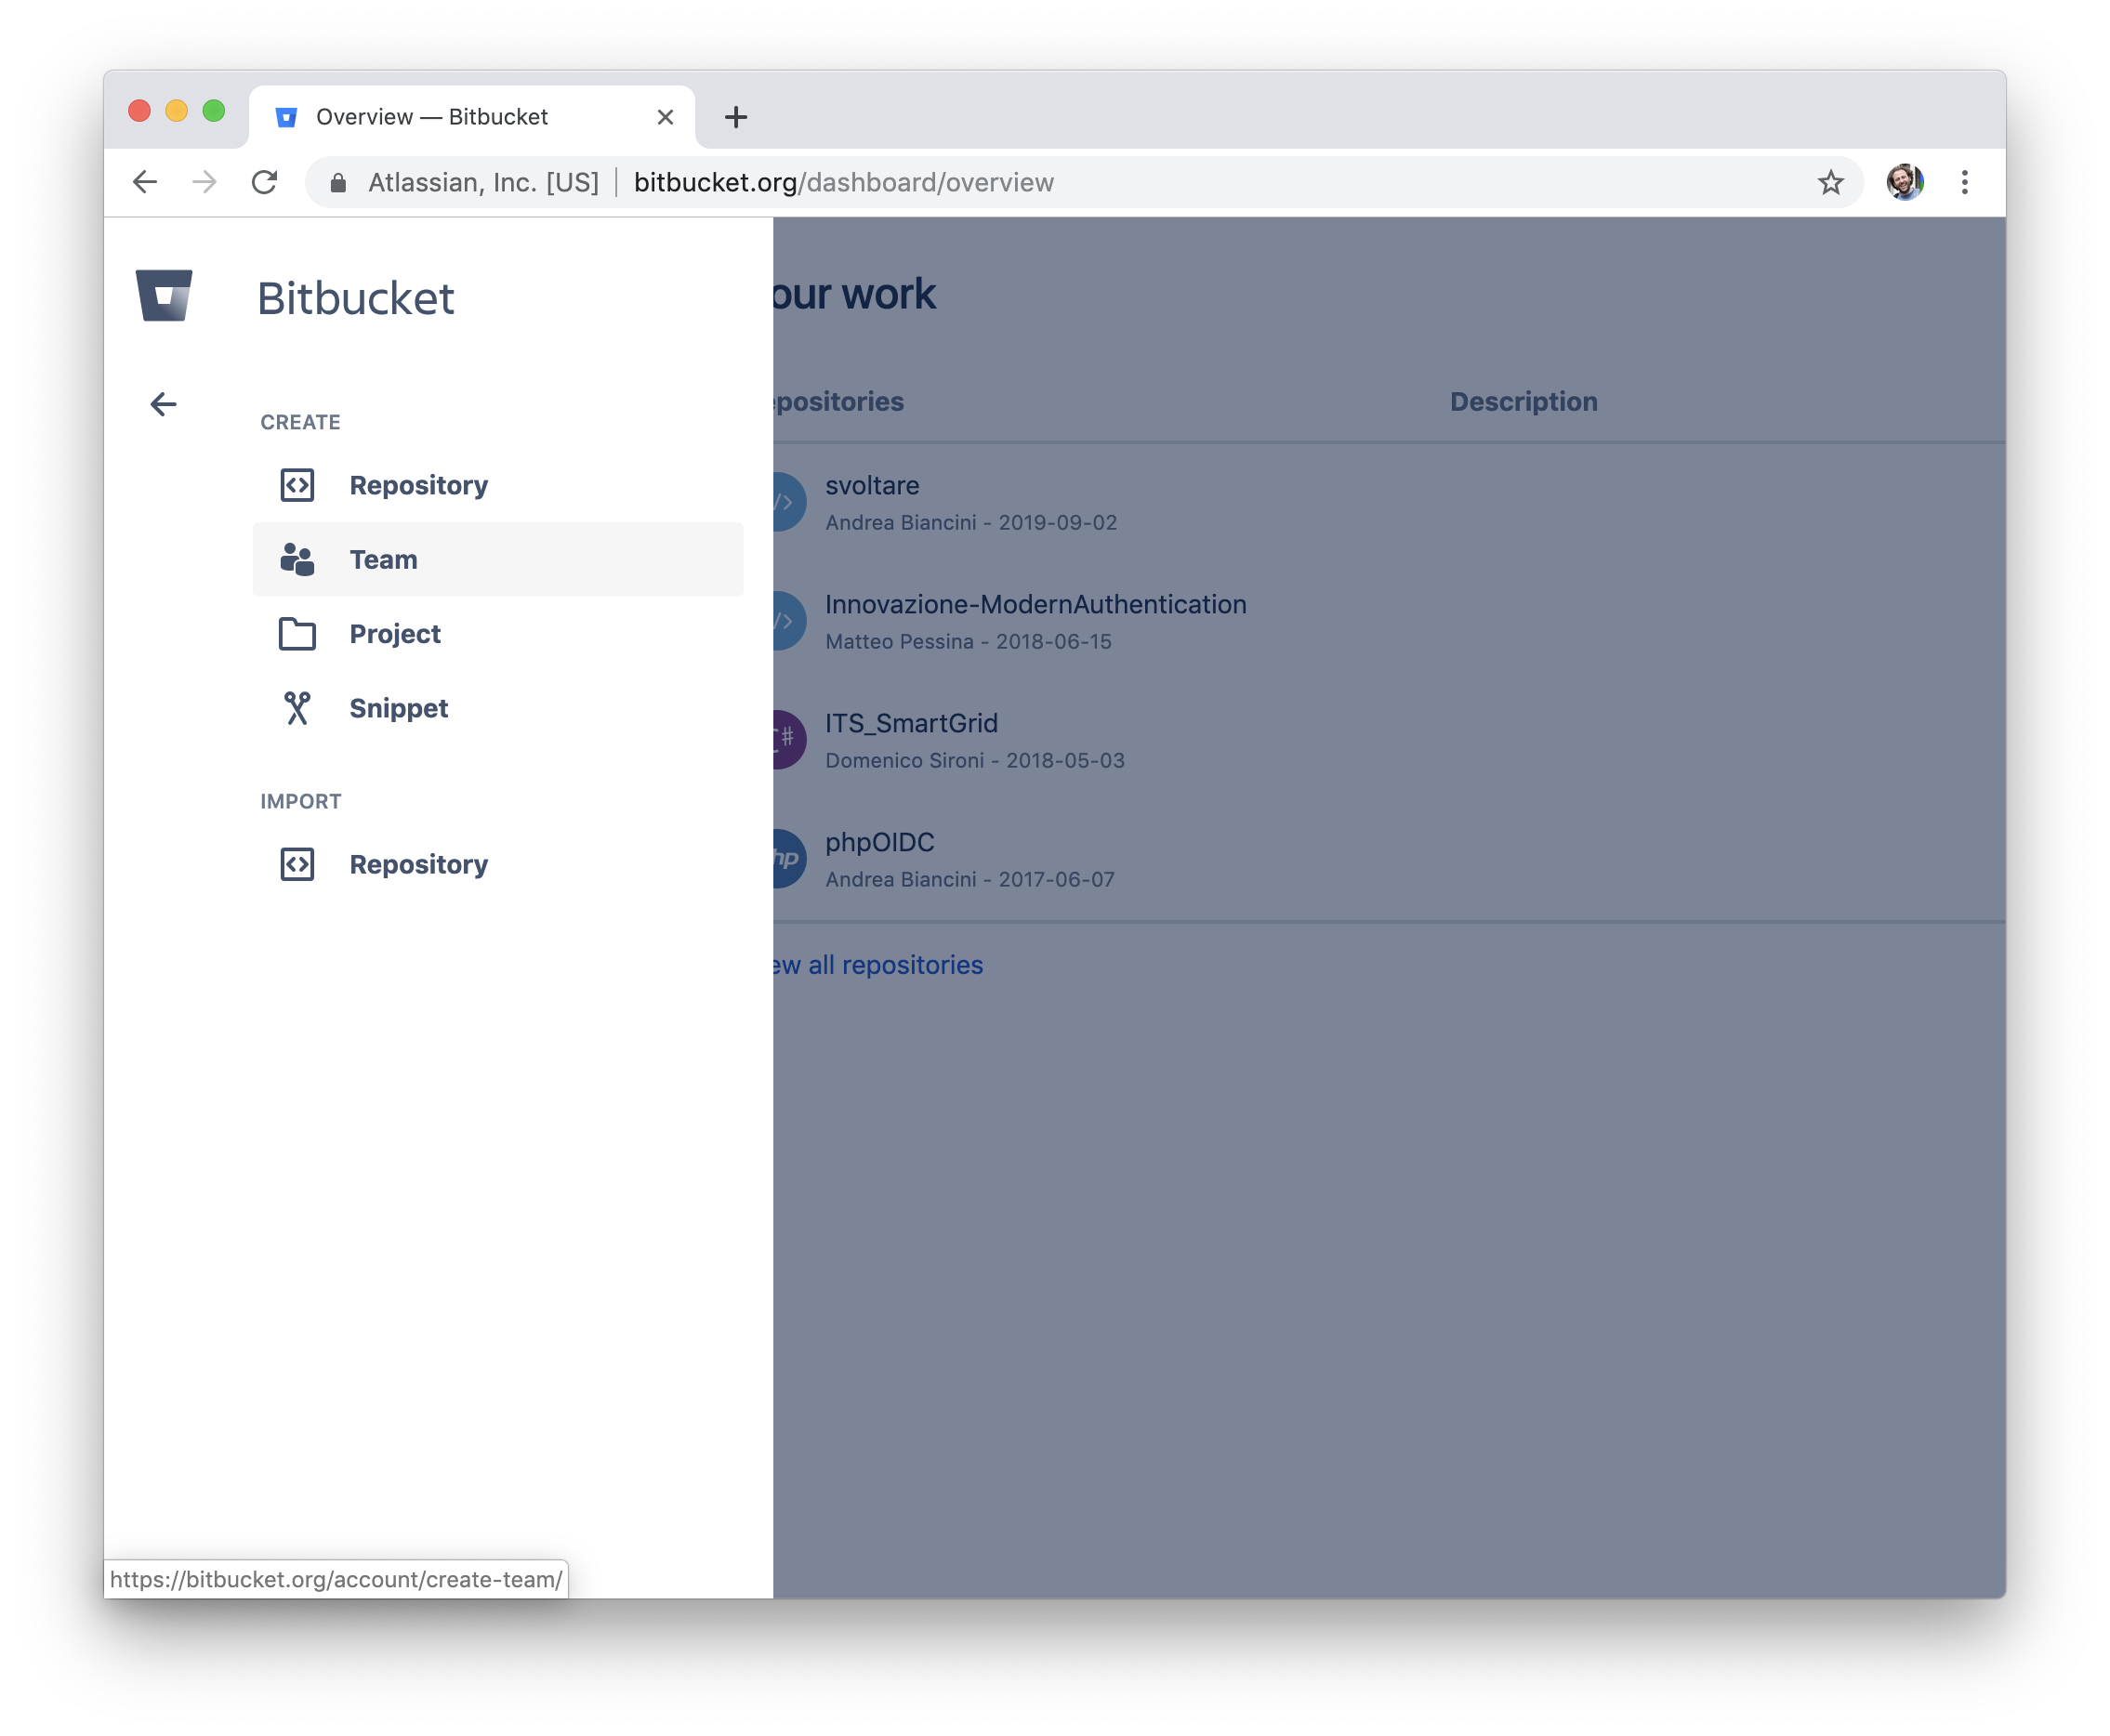 Overview — Bitbucket
Atlassian, Inc. [US] bitbucket.org/dashboard/overview
Bitbucket
CREATE
Repository
Team
Project
Snippet
IMPORT
Repository
our work
epositories Description
svoltare
Andrea Biancini - 2019-09-02
Innovazione-ModernAuthentication
Matteo Pessina - 2018-06-15
C#
ITS_SmartGrid
Domenico Sironi - 2018-05-03
hp
phpOIDC
Andrea Biancini - 2017-06-07
ew all repositories
https://bitbucket.org/account/create-team/